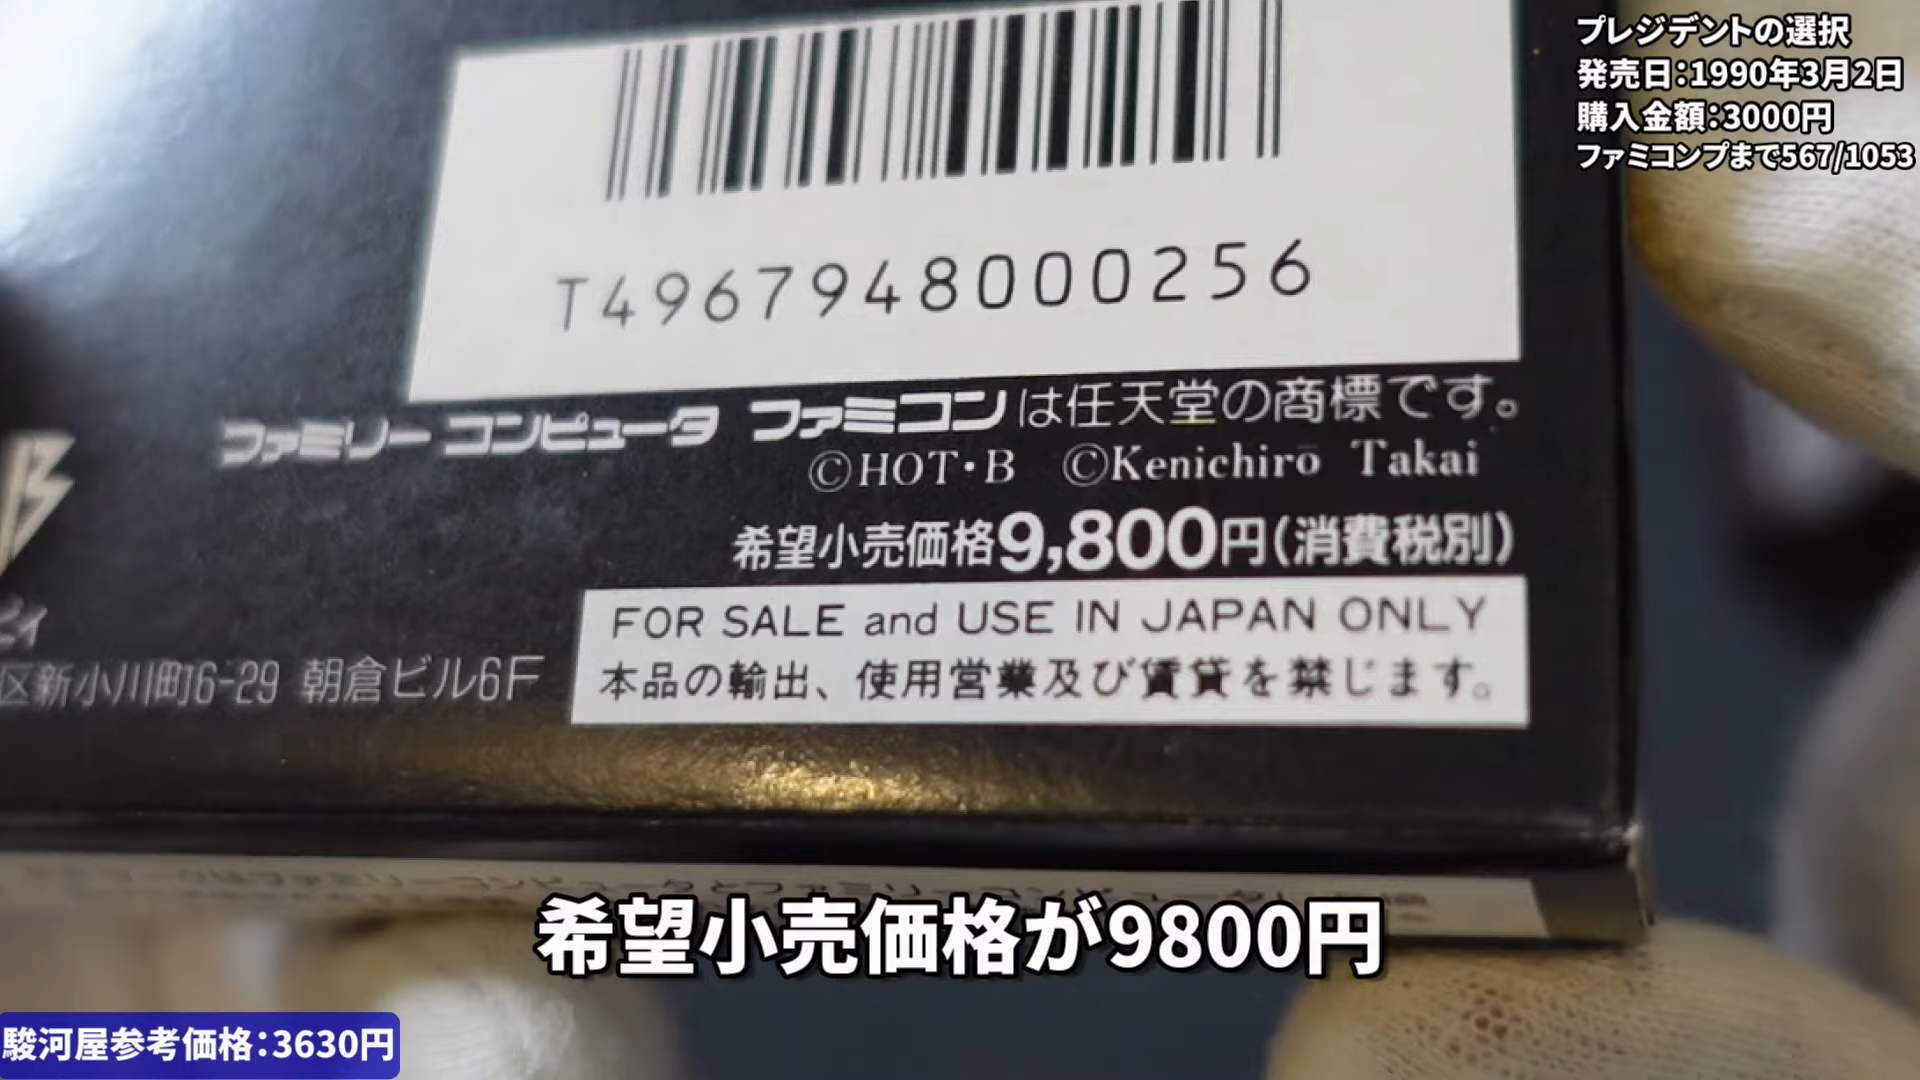 プレジデントの選択
発売日:1990年3月2日
購入金額:3000円
ファミコンプまで567/1053
T4967948000256
ファミリー コンピュータ ファミコンは任天堂の商標です。
©HOT・B ©Kenichirō Takai
希望小売価格9,800円(消費税別)
FOR SALE and USE IN JAPAN ONLY
本品の輸出、使用営業及び賃貸を禁じます。
区新小川町6-29 朝倉ビル6F
希望小売価格が9800円
駿河屋参考価格:3630円